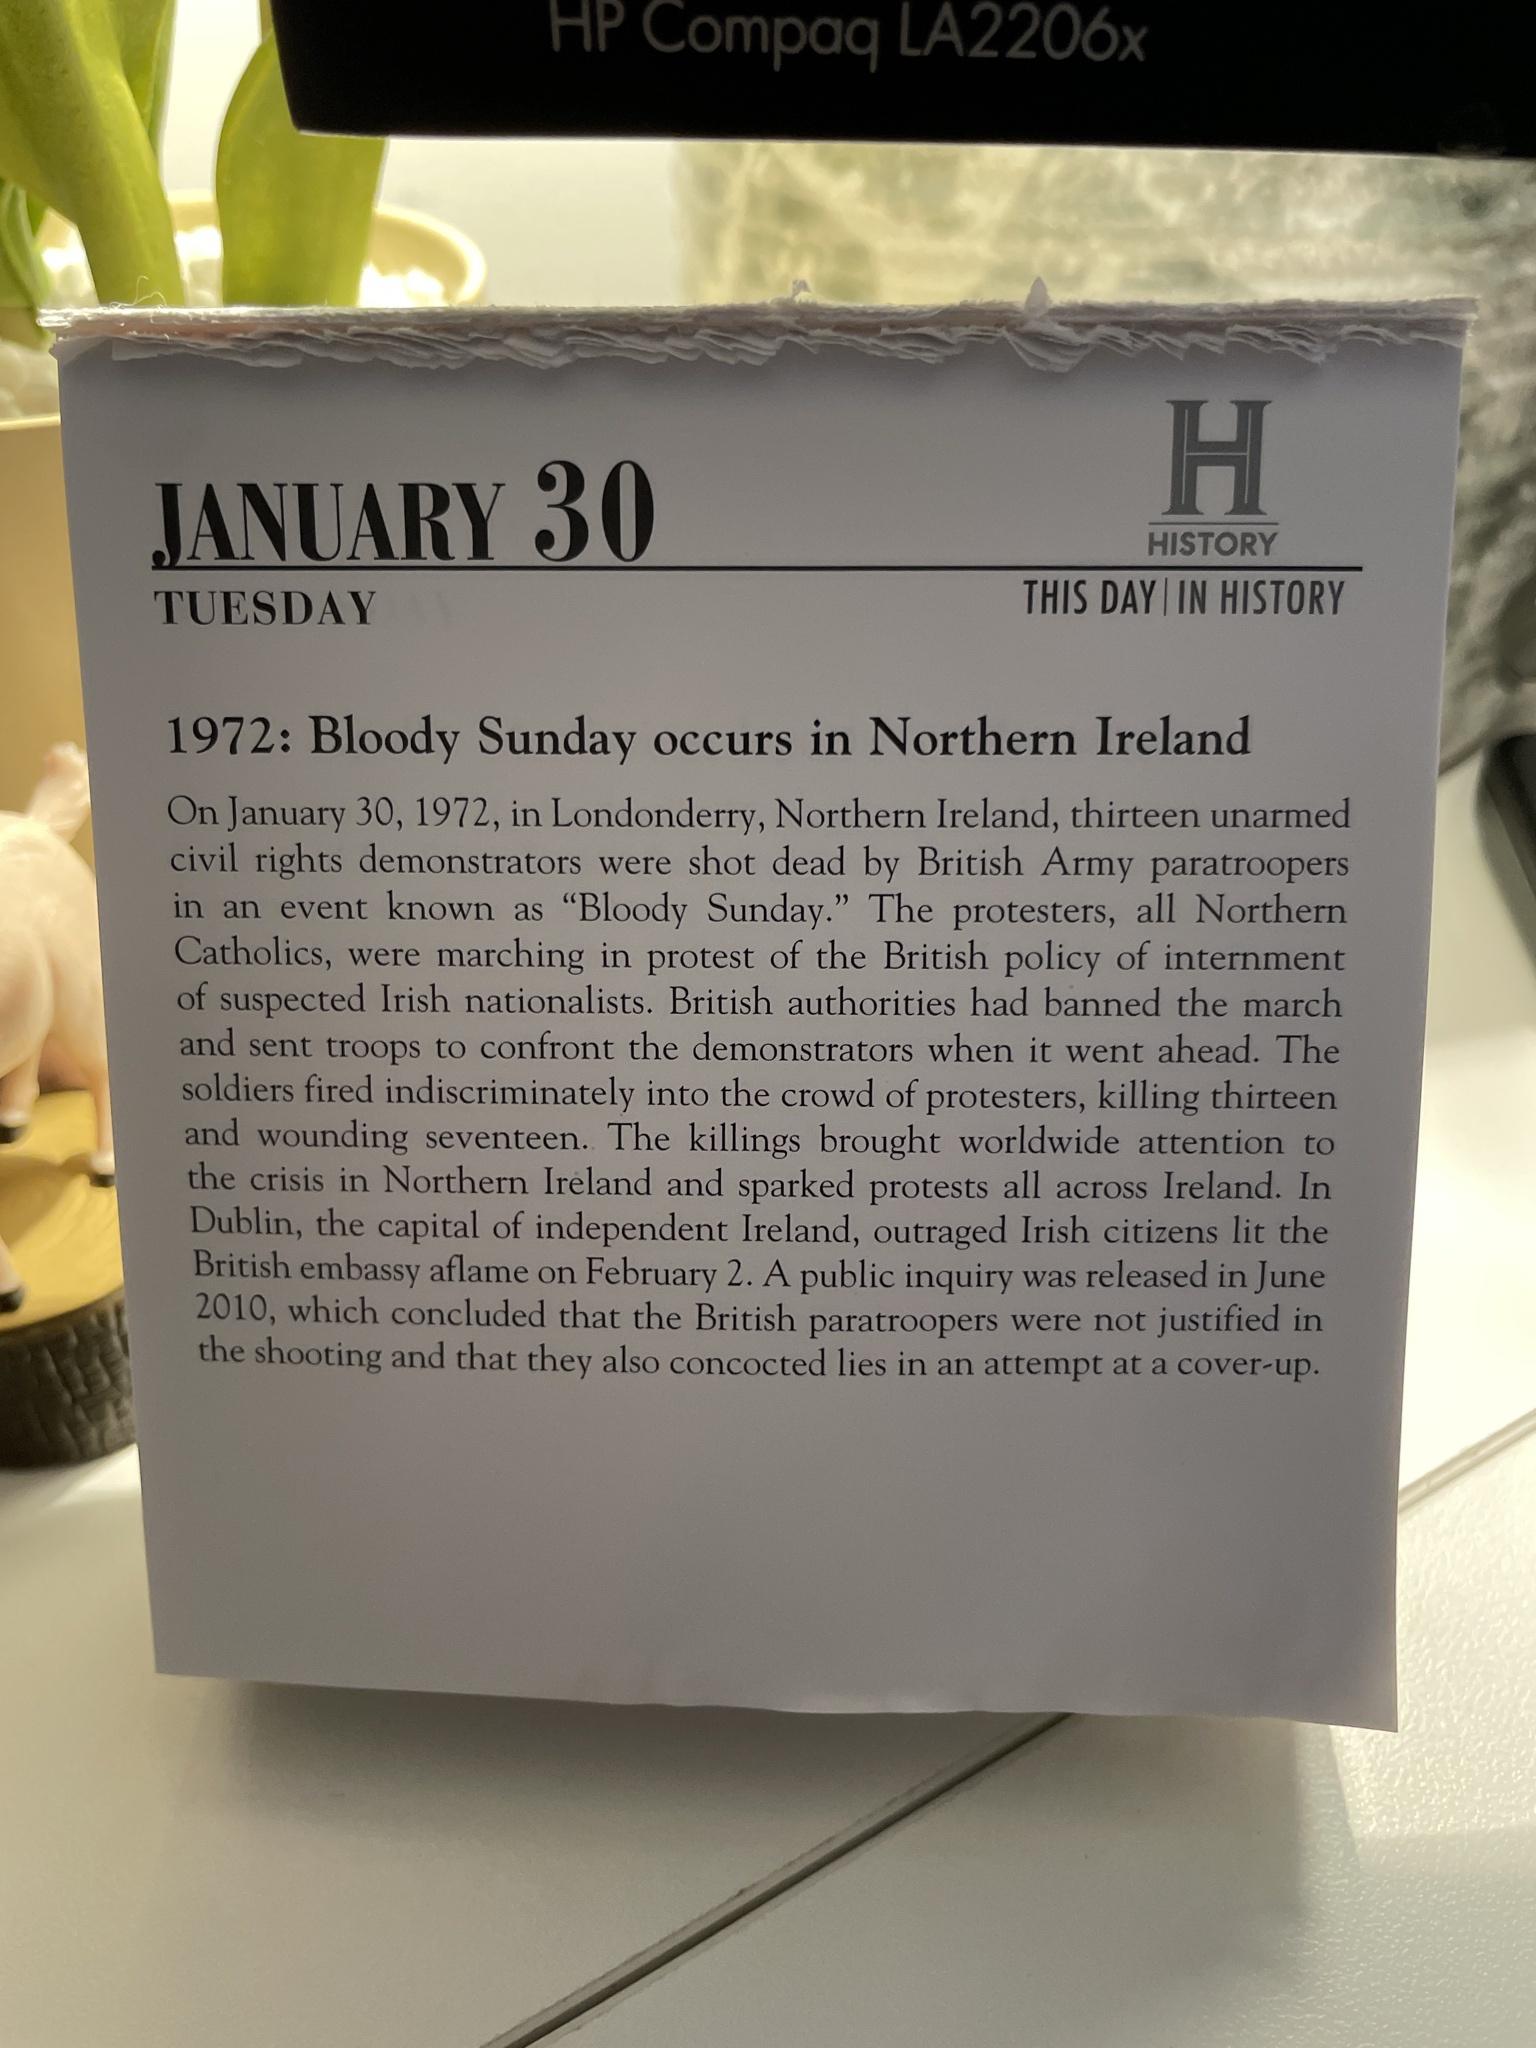 HP Compaq LA2206x
H
HISTORY
JANUARY 30
TUESDAY
THIS DAY | IN HISTORY
1972: Bloody Sunday occurs in Northern Ireland
On January 30, 1972, in Londonderry, Northern Ireland, thirteen unarmed
civil rights demonstrators were shot dead by British Army paratroopers
in an event known as “Bloody Sunday.” The protesters, all Northern
Catholics, were marching in protest of the British policy of internment
of suspected Irish nationalists. British authorities had banned the march
and sent troops to confront the demonstrators when it went ahead. The
soldiers fired indiscriminately into the crowd of protesters, killing thirteen
and wounding seventeen. The killings brought worldwide attention to
the crisis in Northern Ireland and sparked protests all across Ireland. In
Dublin, the capital of independent Ireland, outraged Irish citizens lit the
British embassy aflame on February 2. A public inquiry was released in June
2010, which concluded that the British paratroopers were not justified in
the shooting and that they also concocted lies in an attempt at a cover-up.